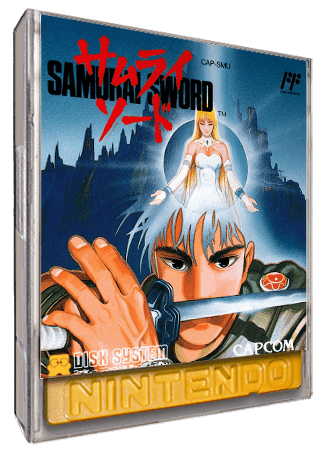 サムライ
ソード
SAMURAI SWORD
CAP-SMU
TM
DISK SYSTEM
CAPCOM
NINTENDO